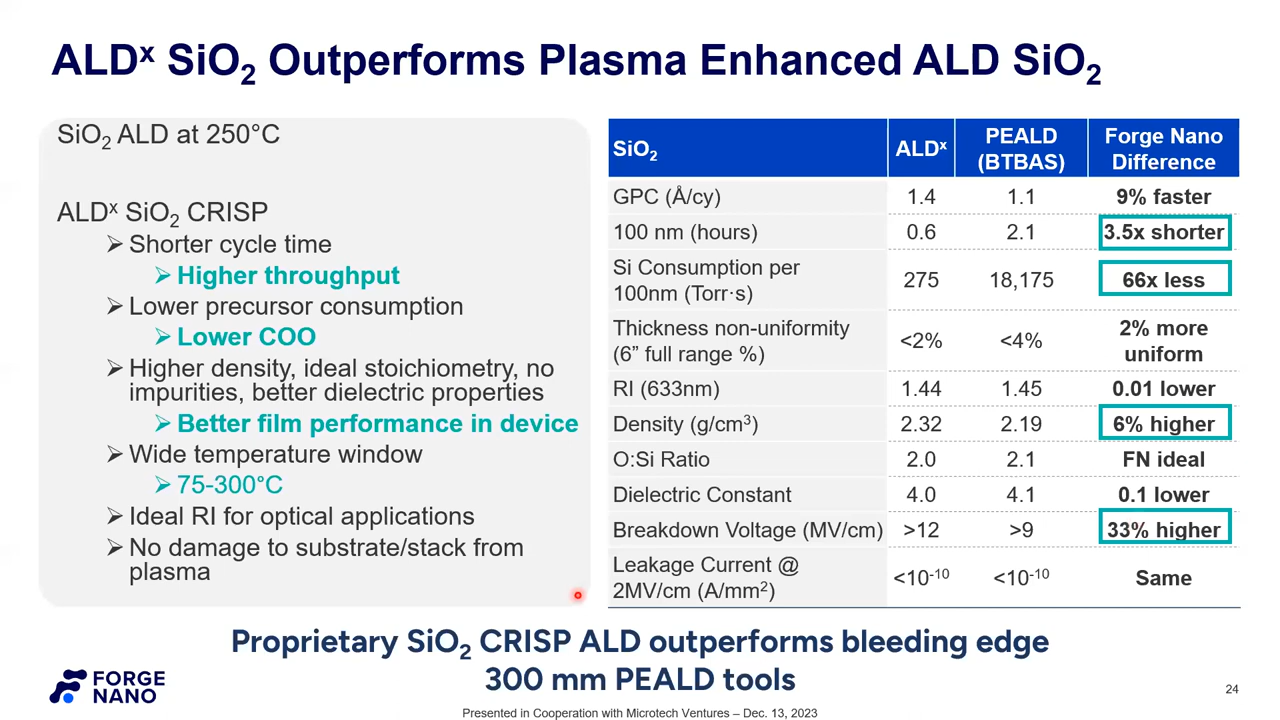 ALDˣ SiO₂ Outperforms Plasma Enhanced ALD SiO₂
SiO₂ ALD at 250°C
ALDˣ SiO₂ CRISP
➢ Shorter cycle time
➢ Higher throughput
➢ Lower precursor consumption
➢ Lower COO
➢ Higher density, ideal stoichiometry, no
impurities, better dielectric properties
➢ Better film performance in device
➢ Wide temperature window
➢ 75-300°C
➢ Ideal RI for optical applications
➢ No damage to substrate/stack from
plasma
SiO₂ ALDˣ PEALD (BTBAS) Forge Nano Difference
GPC (Å/cy) 1.4 1.1 9% faster
100 nm (hours) 0.6 2.1 3.5x shorter
Si Consumption per 100nm (Torr·s) 275 18,175 66x less
Thickness non-uniformity (6” full range %) <2% <4% 2% more uniform
RI (633nm) 1.44 1.45 0.01 lower
Density (g/cm³) 2.32 2.19 6% higher
O:Si Ratio 2.0 2.1 FN ideal
Dielectric Constant 4.0 4.1 0.1 lower
Breakdown Voltage (MV/cm) >12 >9 33% higher
Leakage Current @ 2MV/cm (A/mm²) <10⁻¹⁰ <10⁻¹⁰ Same
Proprietary SiO₂ CRISP ALD outperforms bleeding edge
300 mm PEALD tools
FORGE
NANO
24
Presented in Cooperation with Microtech Ventures – Dec. 13, 2023